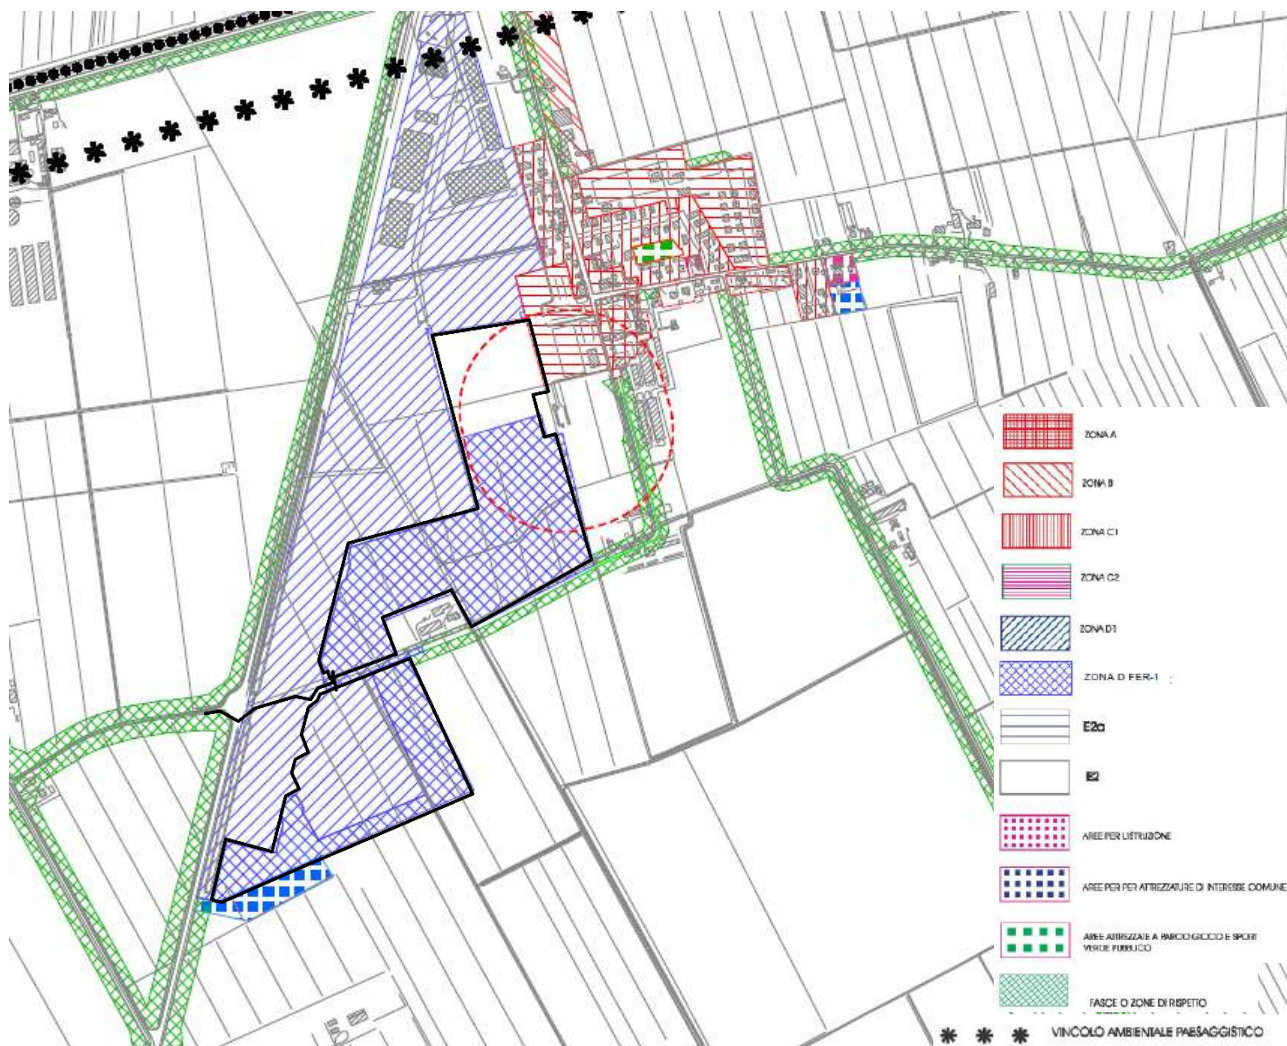 ZONA A
ZONA B
ZONA C1
ZONA C2
ZONA D1
ZONA D FER-1
E2a
E2
AREE PER L'ISTRUZIONE
AREE PER PER ATTREZZATURE DI INTERESSE COMUNE
AREE ATTREZZATE A PARCO GIOCO E SPORT
VERDE PUBBLICO
FASCE O ZONE DI RISPETTO
VINCOLO AMBIENTALE PAESAGGISTICO